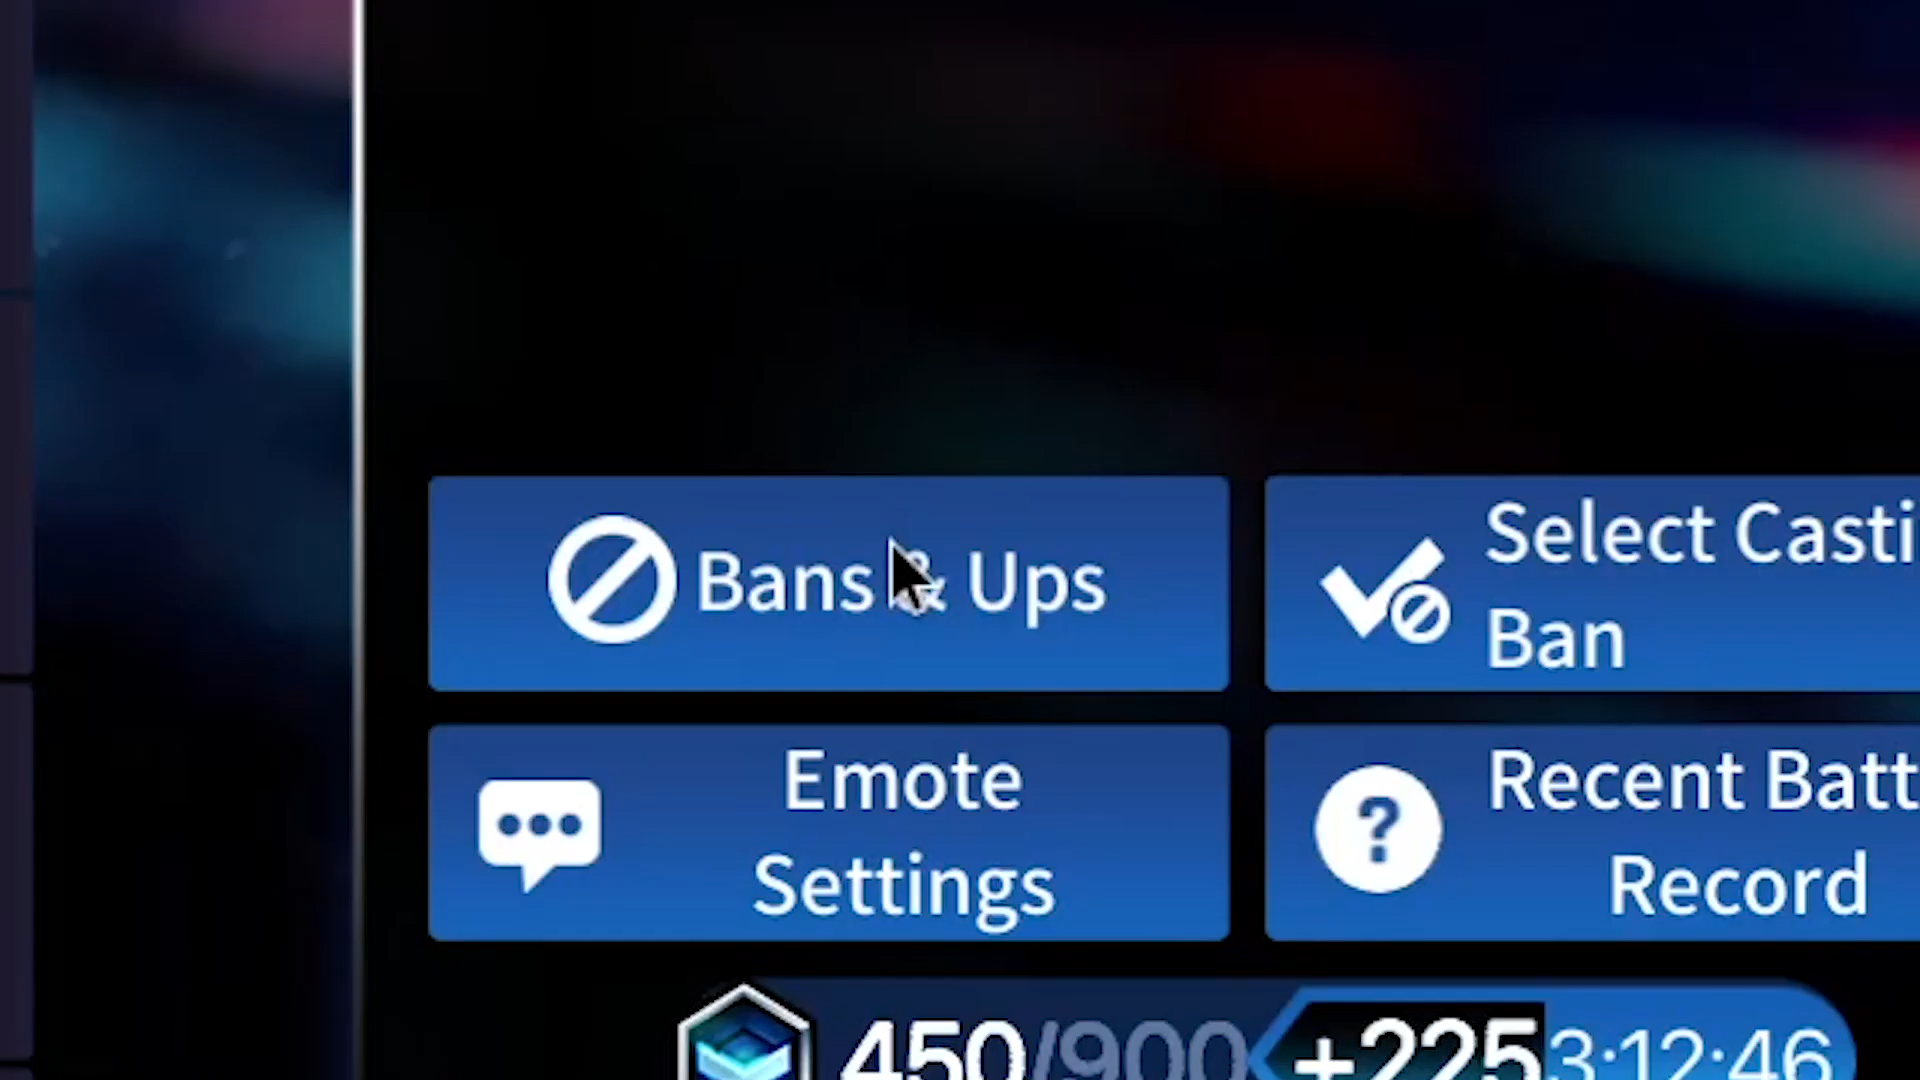 Bans & Ups
Select Casti
Ban
Emote
Settings
Recent Batt
Record
450/900
+225
3:12:46